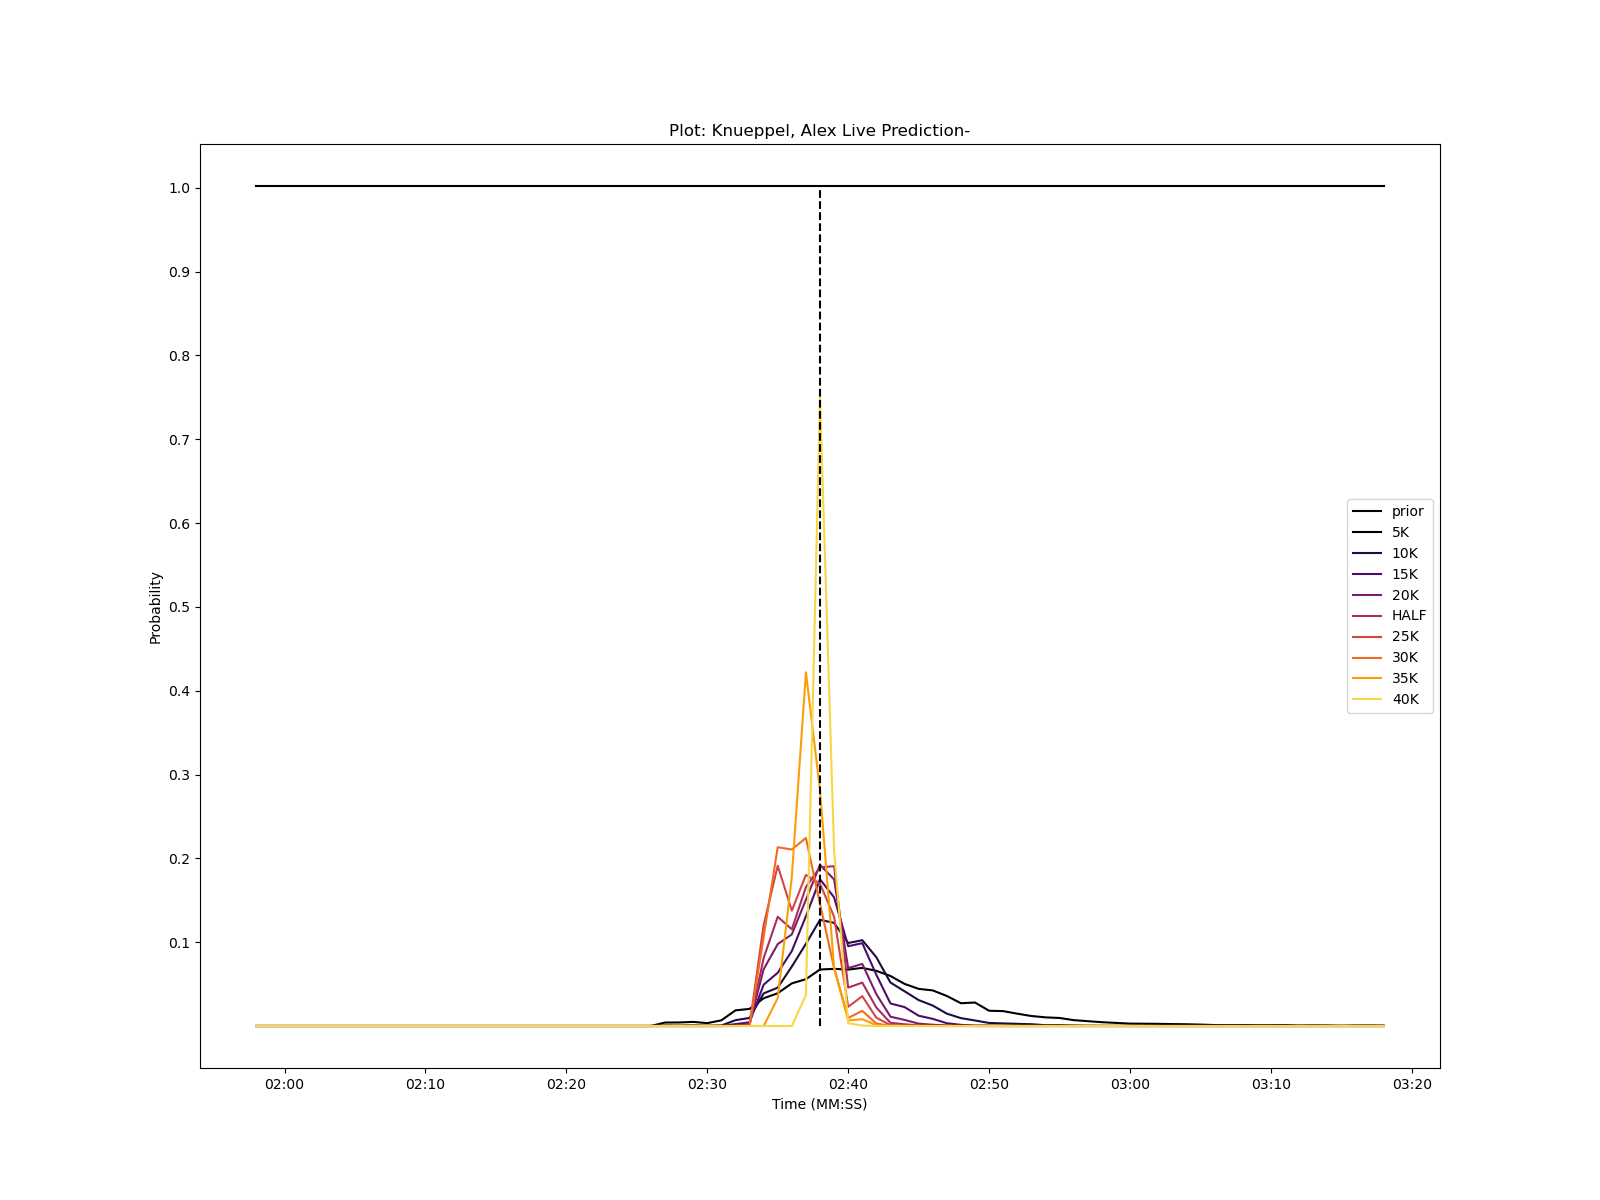 Plot: Knueppel, Alex Live Prediction-
1.0
0.9
0.8
0.7
0.6
0.5
0.4
0.3
0.2
0.1
Probability
prior
5K
10K
15K
20K
HALF
25K
30K
35K
40K
02:00 02:10 02:20 02:30 02:40 02:50 03:00 03:10 03:20
Time (MM:SS)